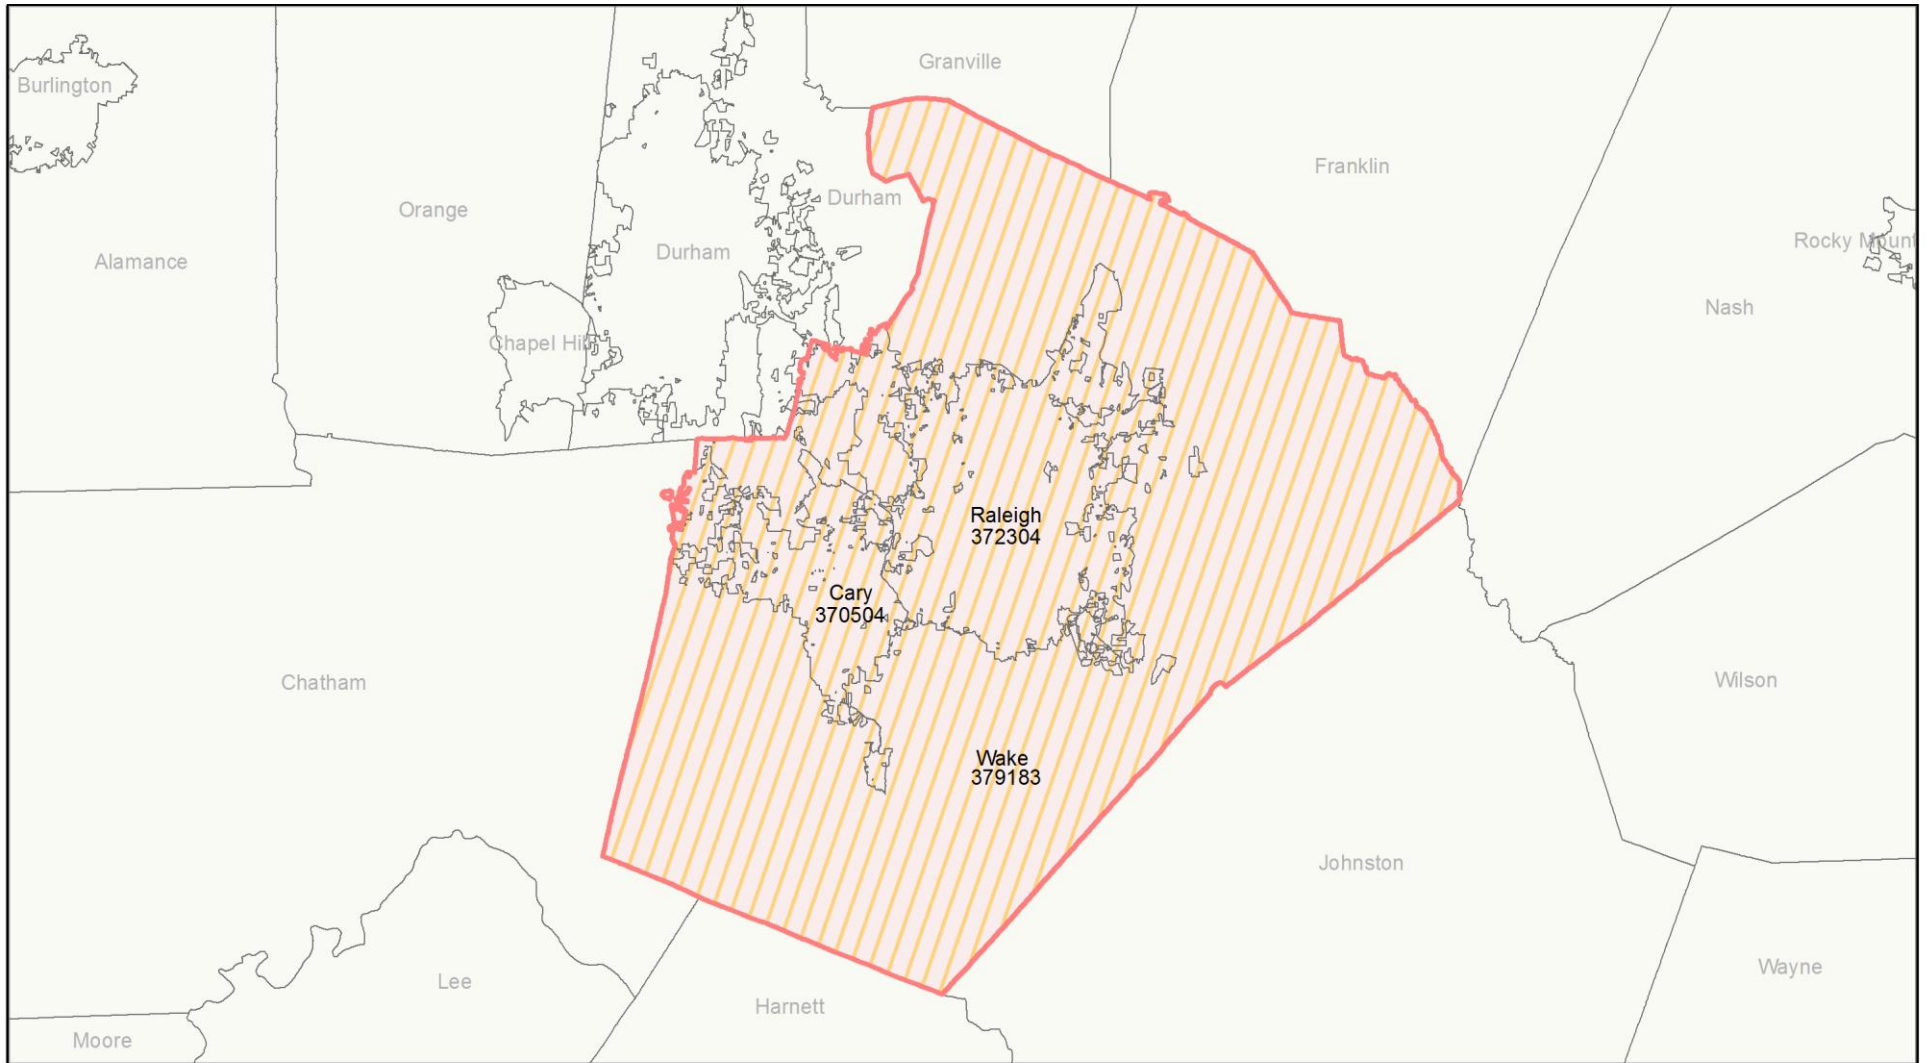 Granville
Burlington
Franklin
Durham
Orange
Rocky Mount
Durham
Alamance
Nash
Chapel Hill
Raleigh
372304
Cary
370504
Chatham
Wilson
Wake
379183
Johnston
Wayne
Lee
Harnett
Moore